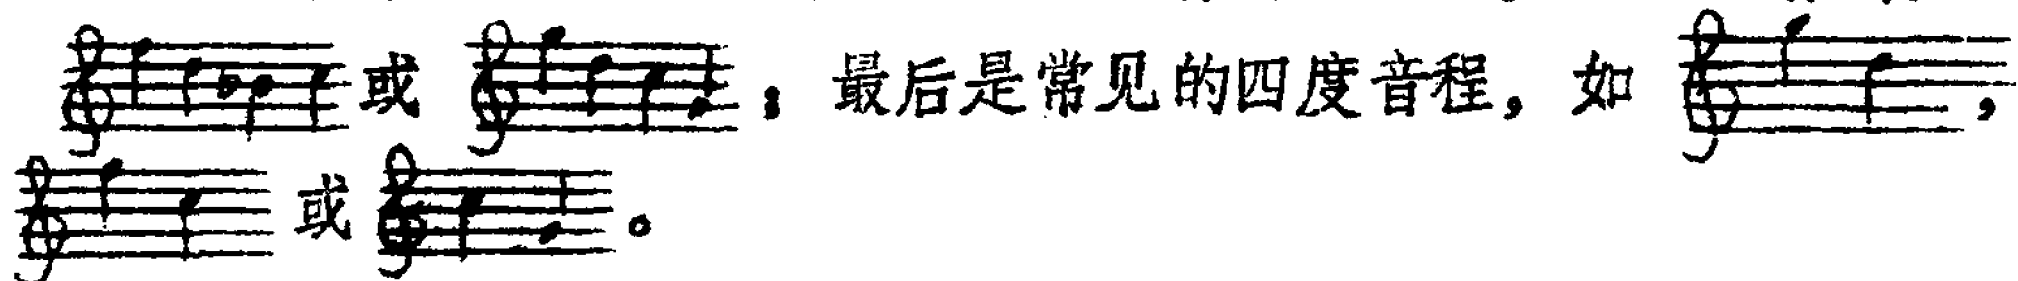 或 ；最后是常见的四度音程，如 ，
或 。